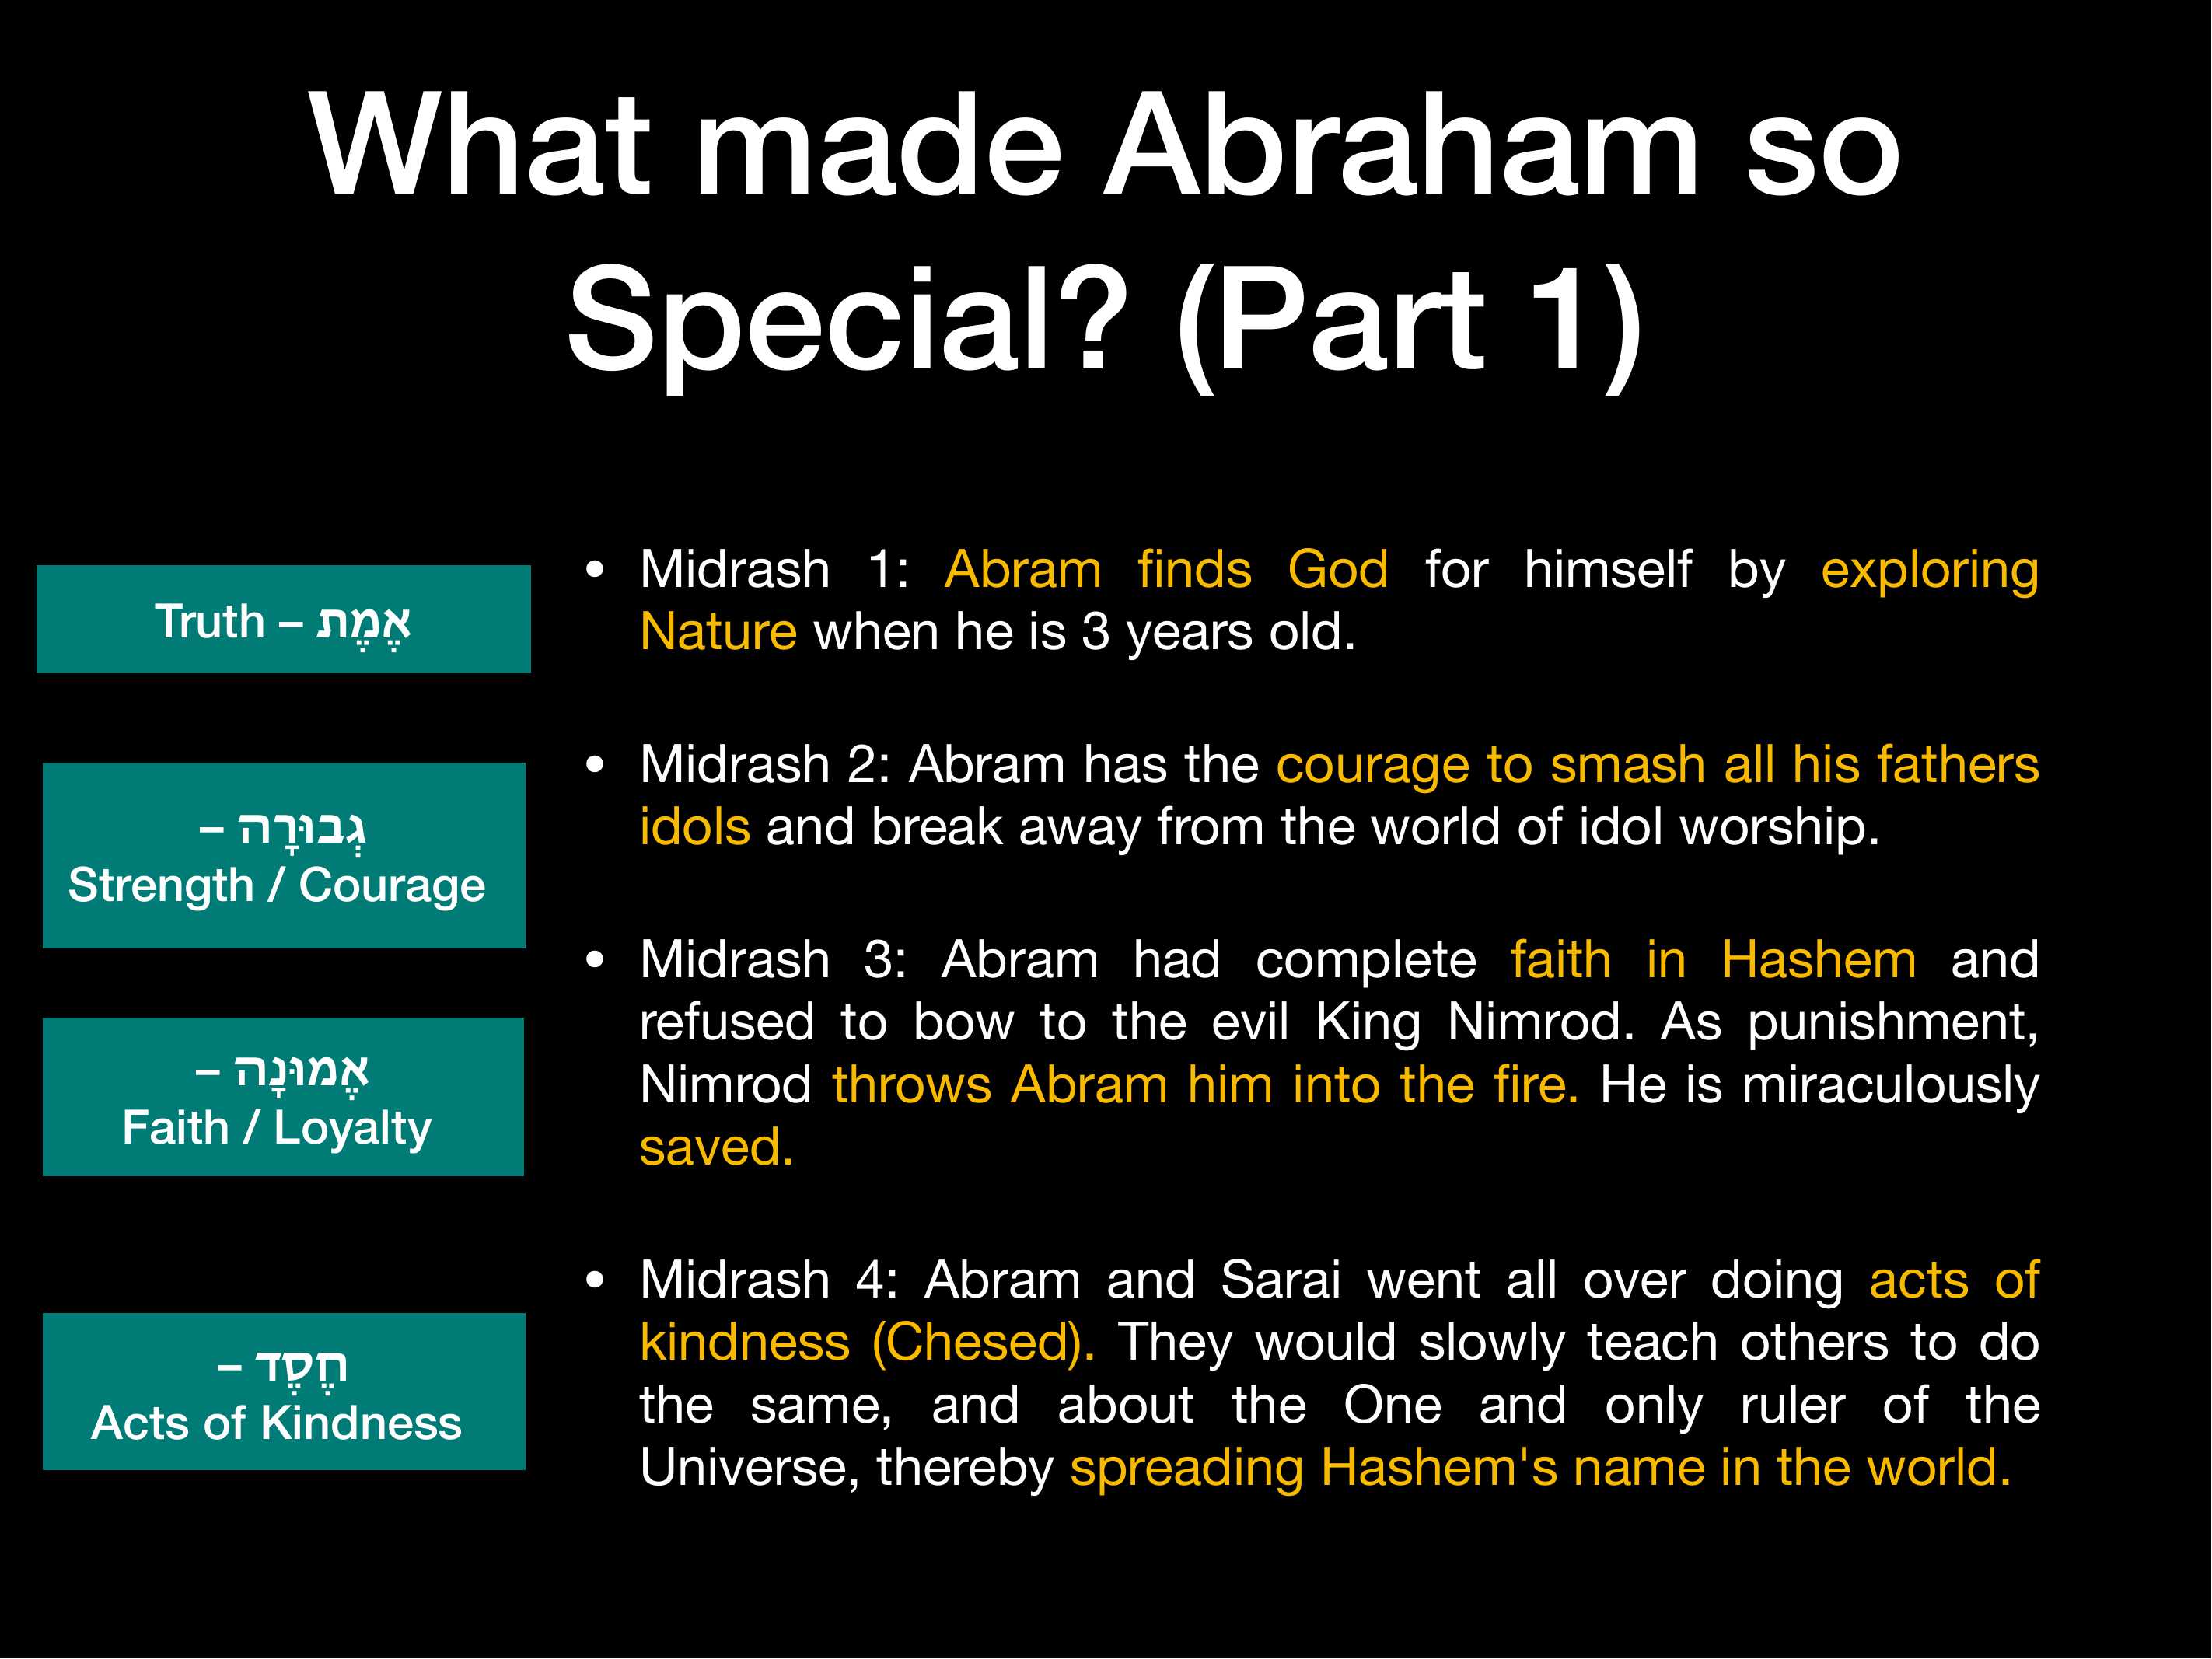 What made Abraham so
Special? (Part 1)
Truth – אֶמֶת
• Midrash 1: Abram finds God for himself by exploring
Nature when he is 3 years old.
גְבוּרָה –
Strength / Courage
• Midrash 2: Abram has the courage to smash all his fathers
idols and break away from the world of idol worship.
אֶמוּנָה –
Faith / Loyalty
• Midrash 3: Abram had complete faith in Hashem and
refused to bow to the evil King Nimrod. As punishment,
Nimrod throws Abram him into the fire. He is miraculously
saved.
חֶסֶד –
Acts of Kindness
• Midrash 4: Abram and Sarai went all over doing acts of
kindness (Chesed). They would slowly teach others to do
the same, and about the One and only ruler of the
Universe, thereby spreading Hashem's name in the world.